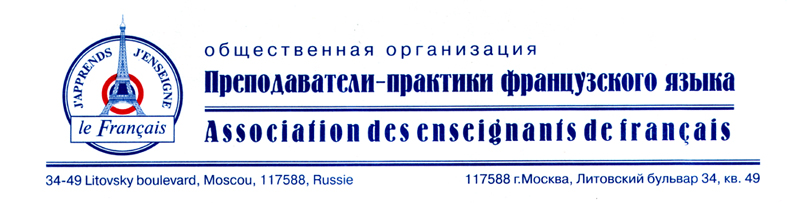 J'APPRENDS J'ENSEIGNE
le Français
общественная организация
Преподаватели-практики французского языка
Association des enseignants de français
34-49 Litovsky boulevard, Moscou, 117588, Russie
117588 г.Москва, Литовский бульвар 34, кв. 49